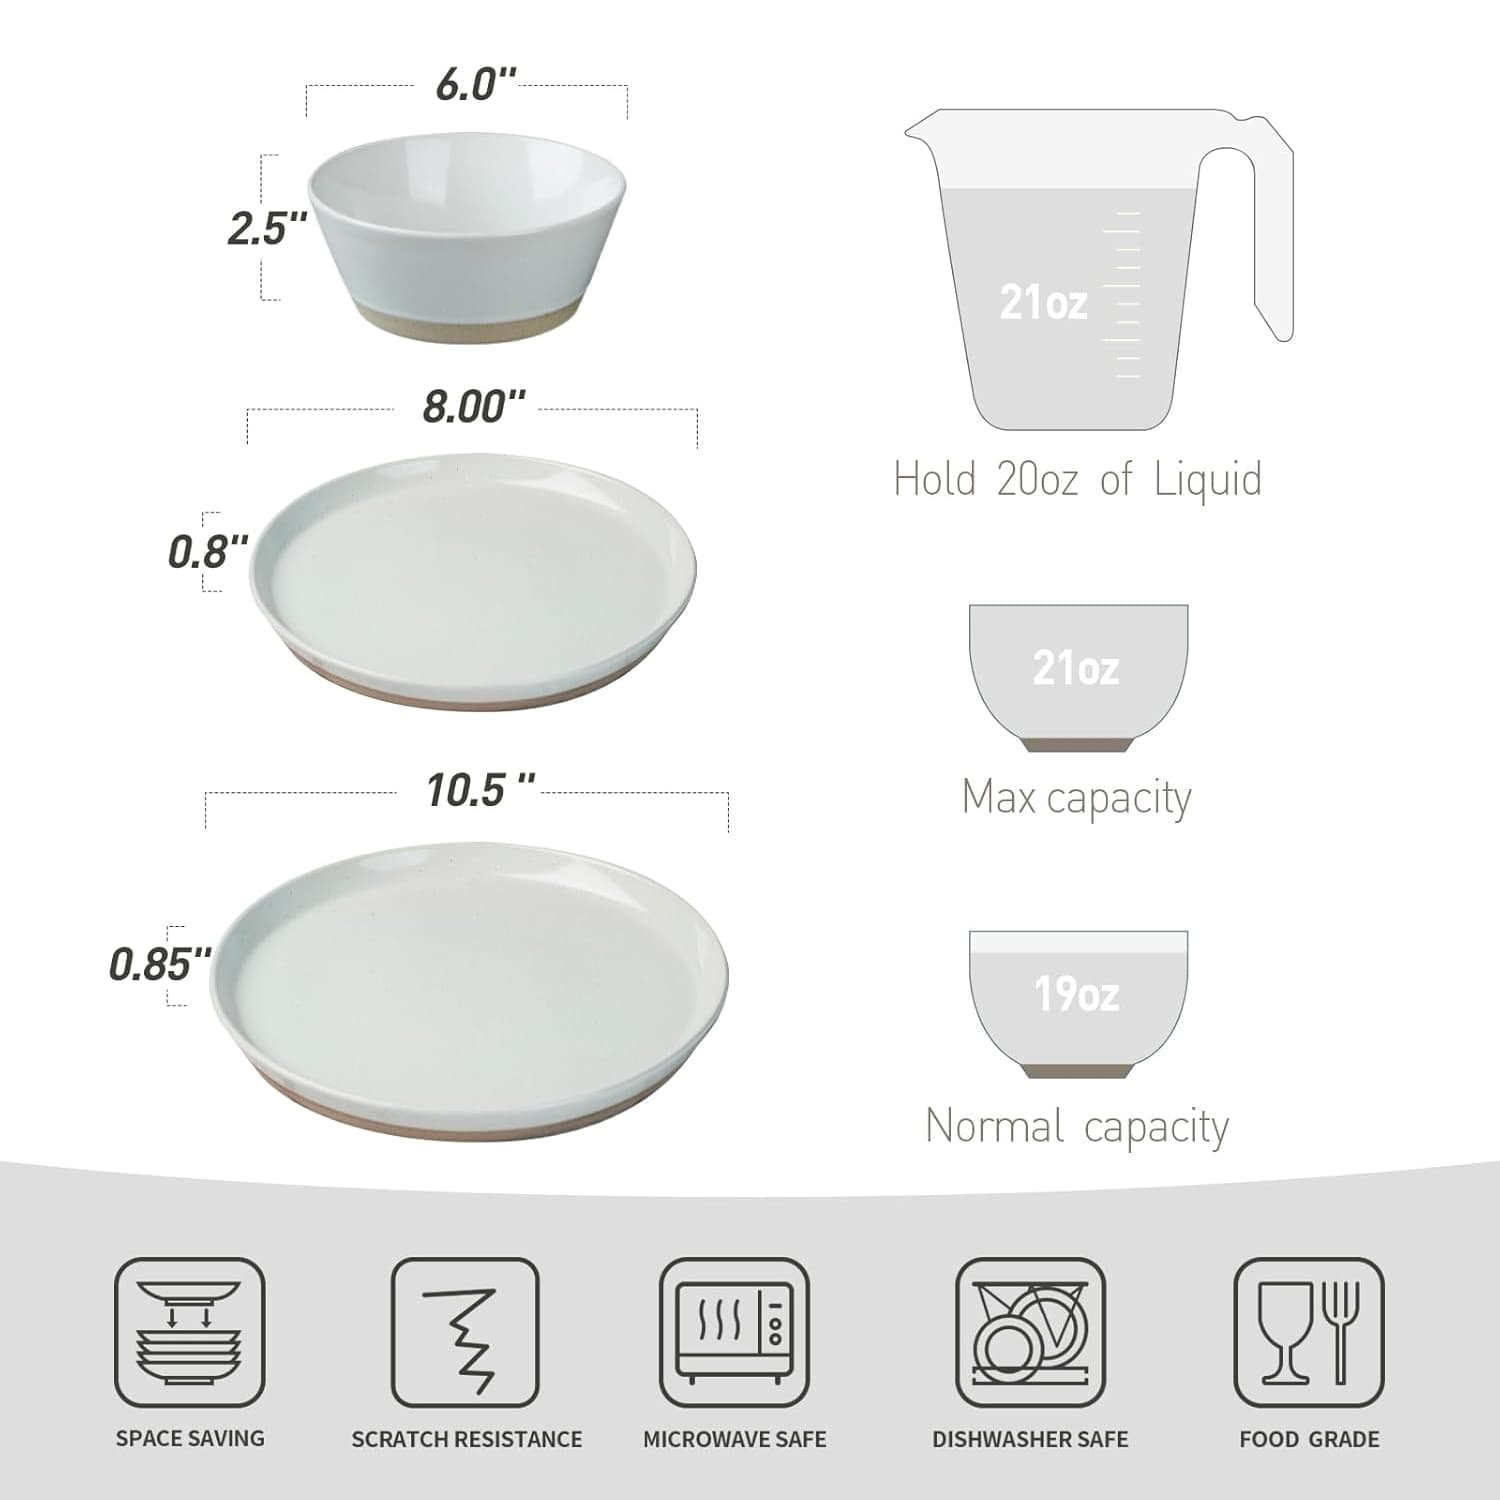 6.0"
2.5"
8.00"
0.8"
10.5 "
0.85"
21oz
Hold 20oz of Liquid
21oz
Max capacity
19oz
Normal capacity
SPACE SAVING
SCRATCH RESISTANCE
MICROWAVE SAFE
DISHWASHER SAFE
FOOD GRADE